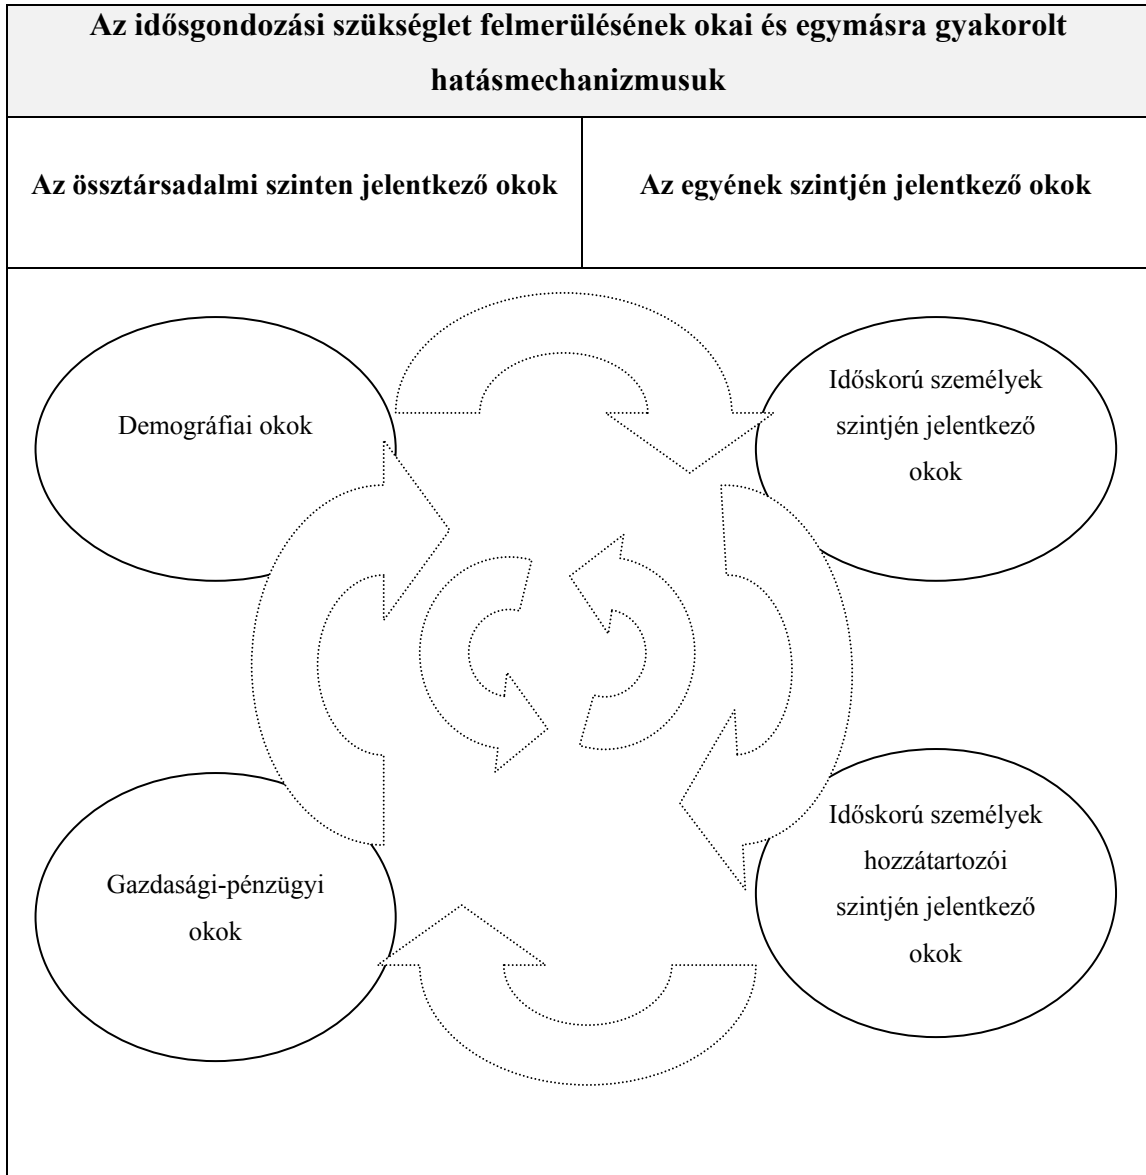 Az idősgondozási szükséglet felmerülésének okai és egymásra gyakorolt
hatásmechanizmusuk
Az össztársadalmi szinten jelentkező okok
Az egyének szintjén jelentkező okok
Demográfiai okok
Időskorú személyek
szintjén jelentkező
okok
Gazdasági-pénzügyi
okok
Időskorú személyek
hozzátartozói
szintjén jelentkező
okok